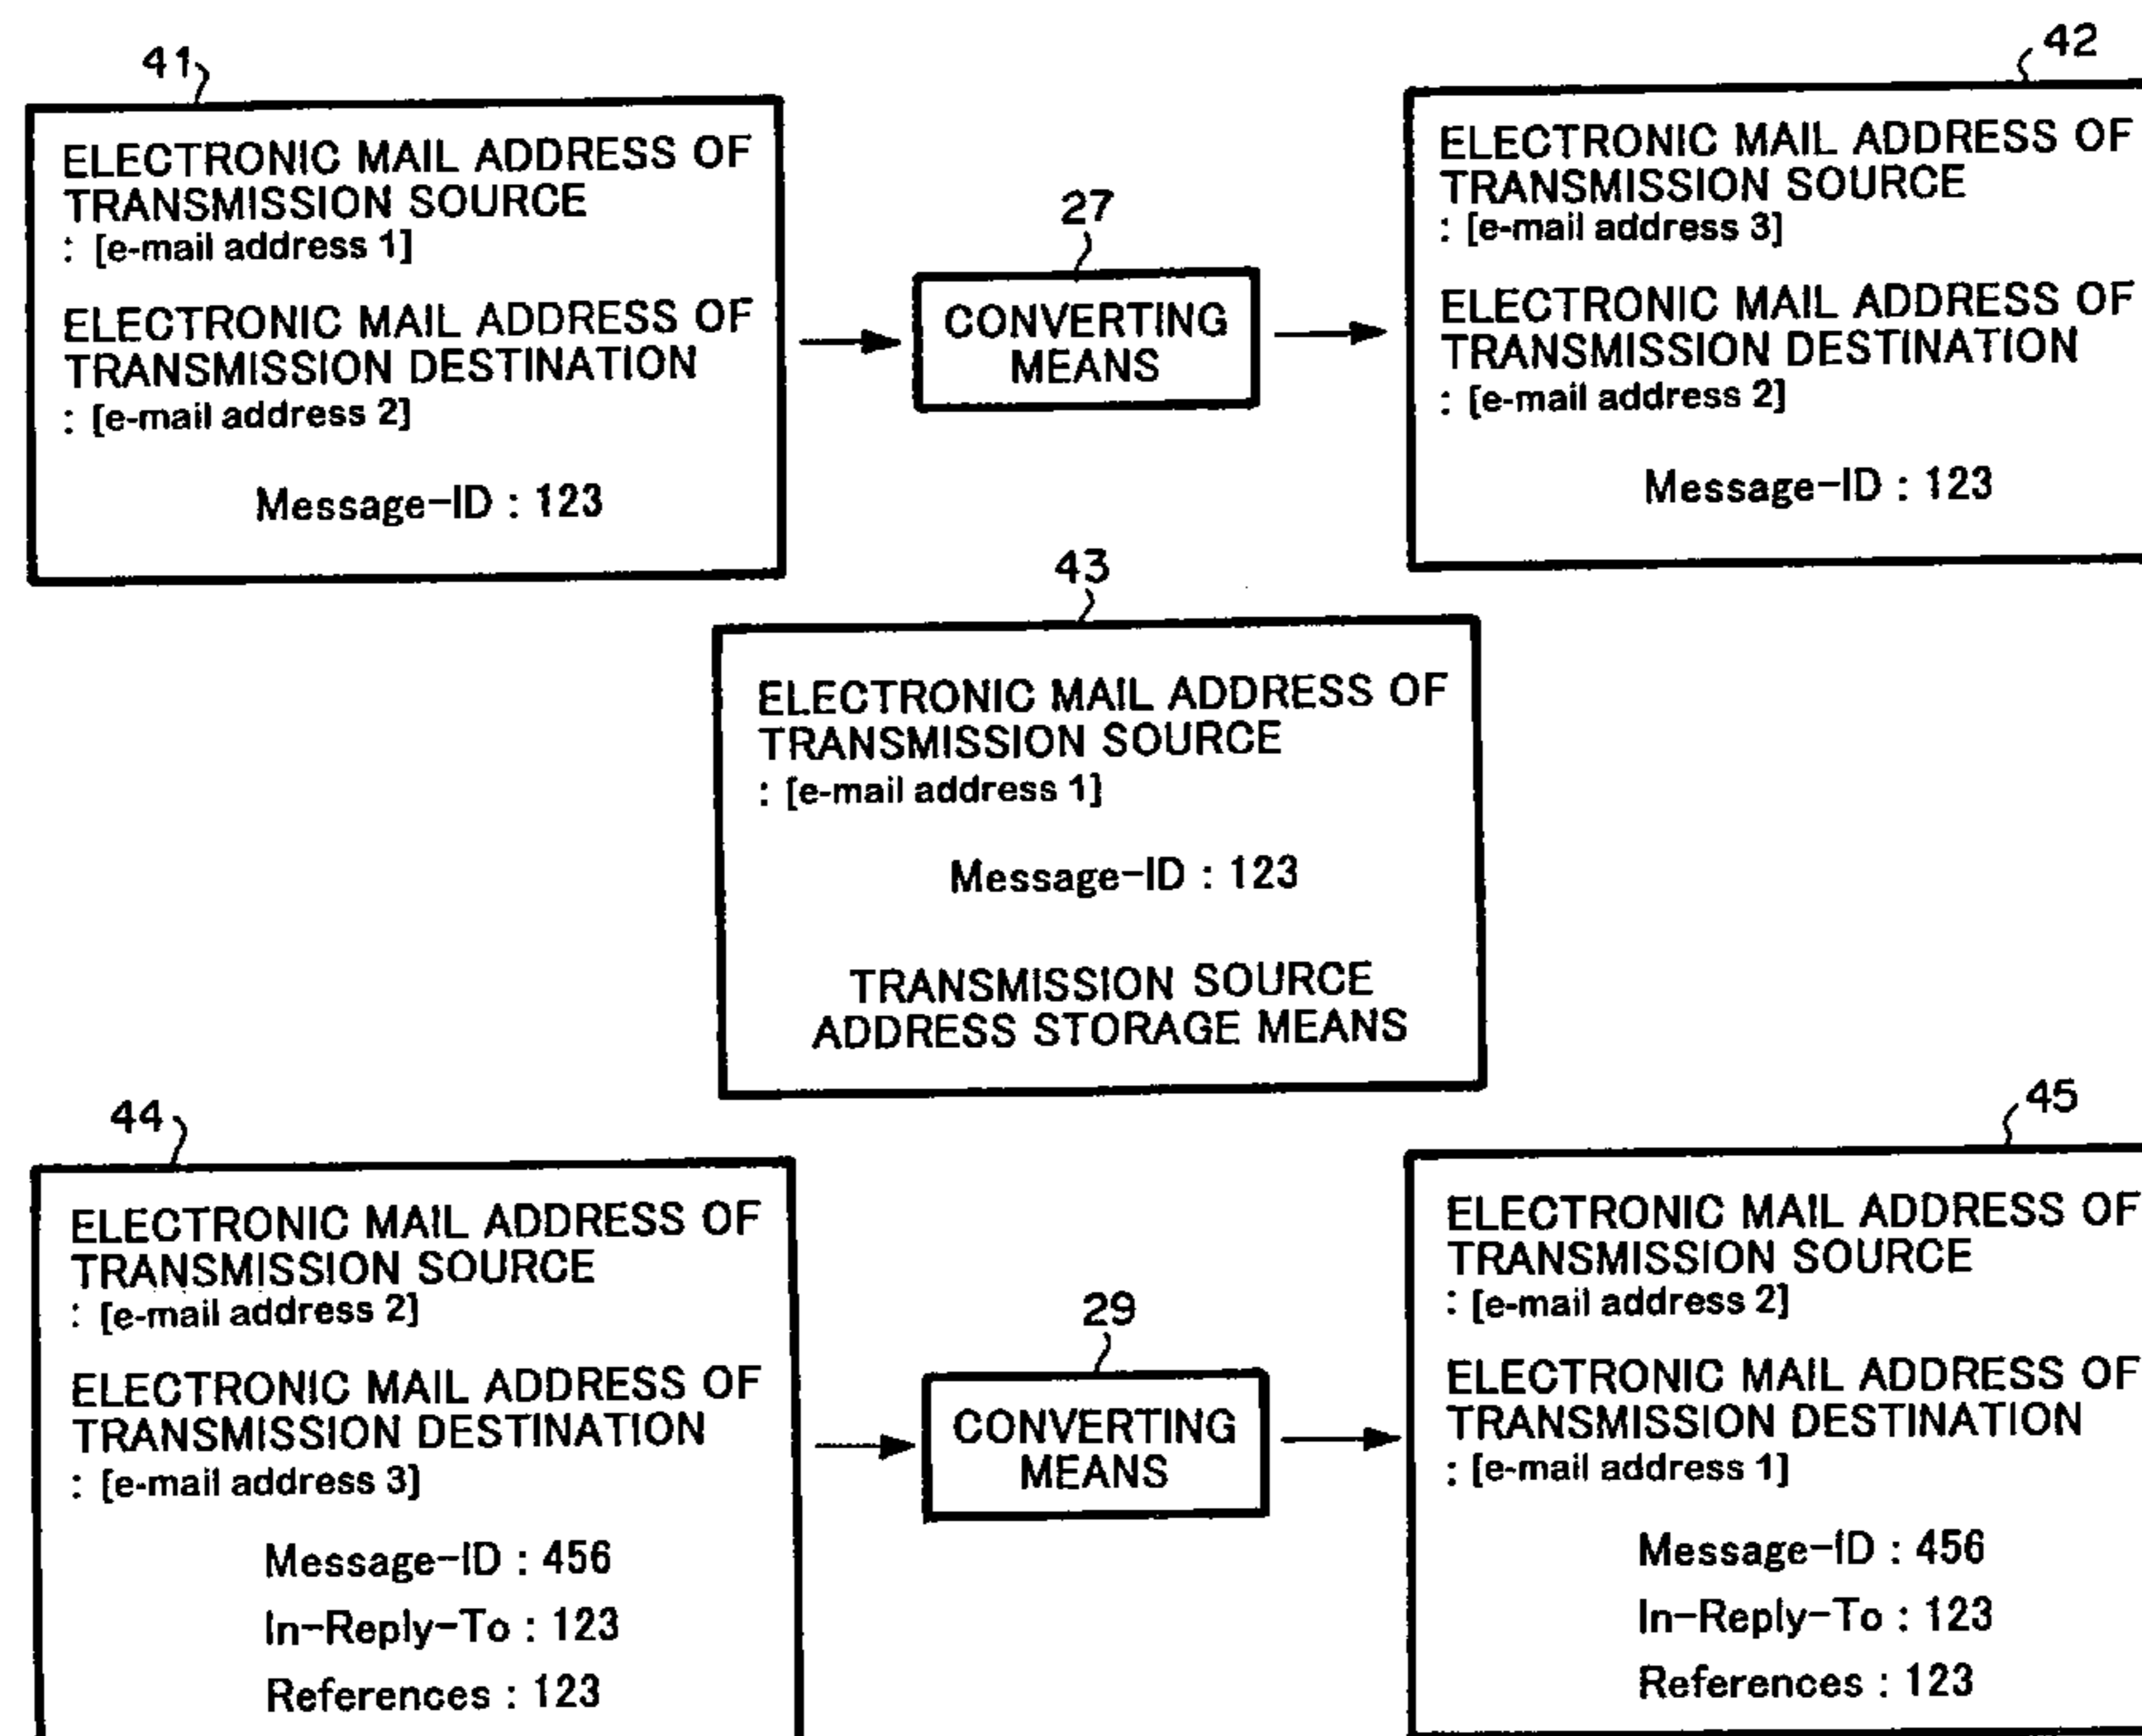 41
ELECTRONIC MAIL ADDRESS OF
TRANSMISSION SOURCE
: [e-mail address 1]
ELECTRONIC MAIL ADDRESS OF
TRANSMISSION DESTINATION
: [e-mail address 2]
Message-ID : 123
27
CONVERTING
MEANS
42
ELECTRONIC MAIL ADDRESS OF
TRANSMISSION SOURCE
: [e-mail address 3]
ELECTRONIC MAIL ADDRESS OF
TRANSMISSION DESTINATION
: [e-mail address 2]
Message-ID : 123
43
ELECTRONIC MAIL ADDRESS OF
TRANSMISSION SOURCE
: [e-mail address 1]
Message-ID : 123
TRANSMISSION SOURCE
ADDRESS STORAGE MEANS
44
ELECTRONIC MAIL ADDRESS OF
TRANSMISSION SOURCE
: [e-mail address 2]
ELECTRONIC MAIL ADDRESS OF
TRANSMISSION DESTINATION
: [e-mail address 3]
Message-ID : 456
In-Reply-To : 123
References : 123
29
CONVERTING
MEANS
45
ELECTRONIC MAIL ADDRESS OF
TRANSMISSION SOURCE
: [e-mail address 2]
ELECTRONIC MAIL ADDRESS OF
TRANSMISSION DESTINATION
: [e-mail address 1]
Message-ID : 456
In-Reply-To : 123
References : 123